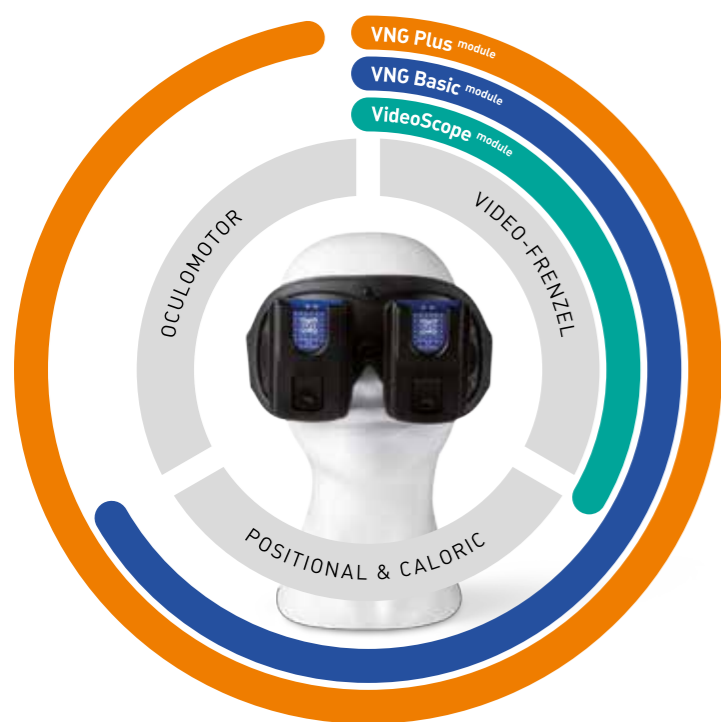 VNG Plus module
VNG Basic module
VideoScope module
OCULOMOTOR
VIDEO-FRENZEL
POSITIONAL & CALORIC